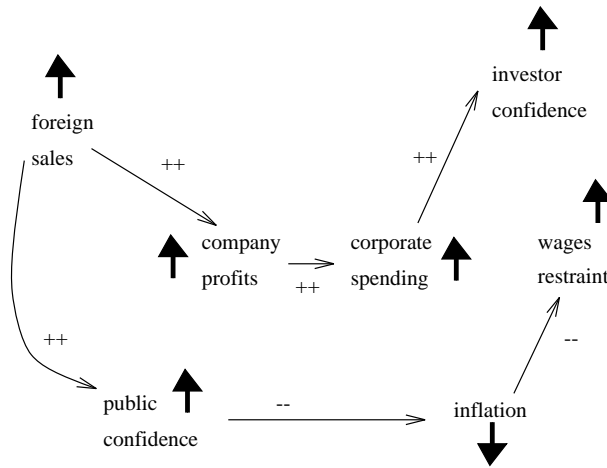 investor
confidence
foreign
sales
++
++
company
profits
++
corporate
spending
wages
restraint
++
--
public
confidence
--
inflation